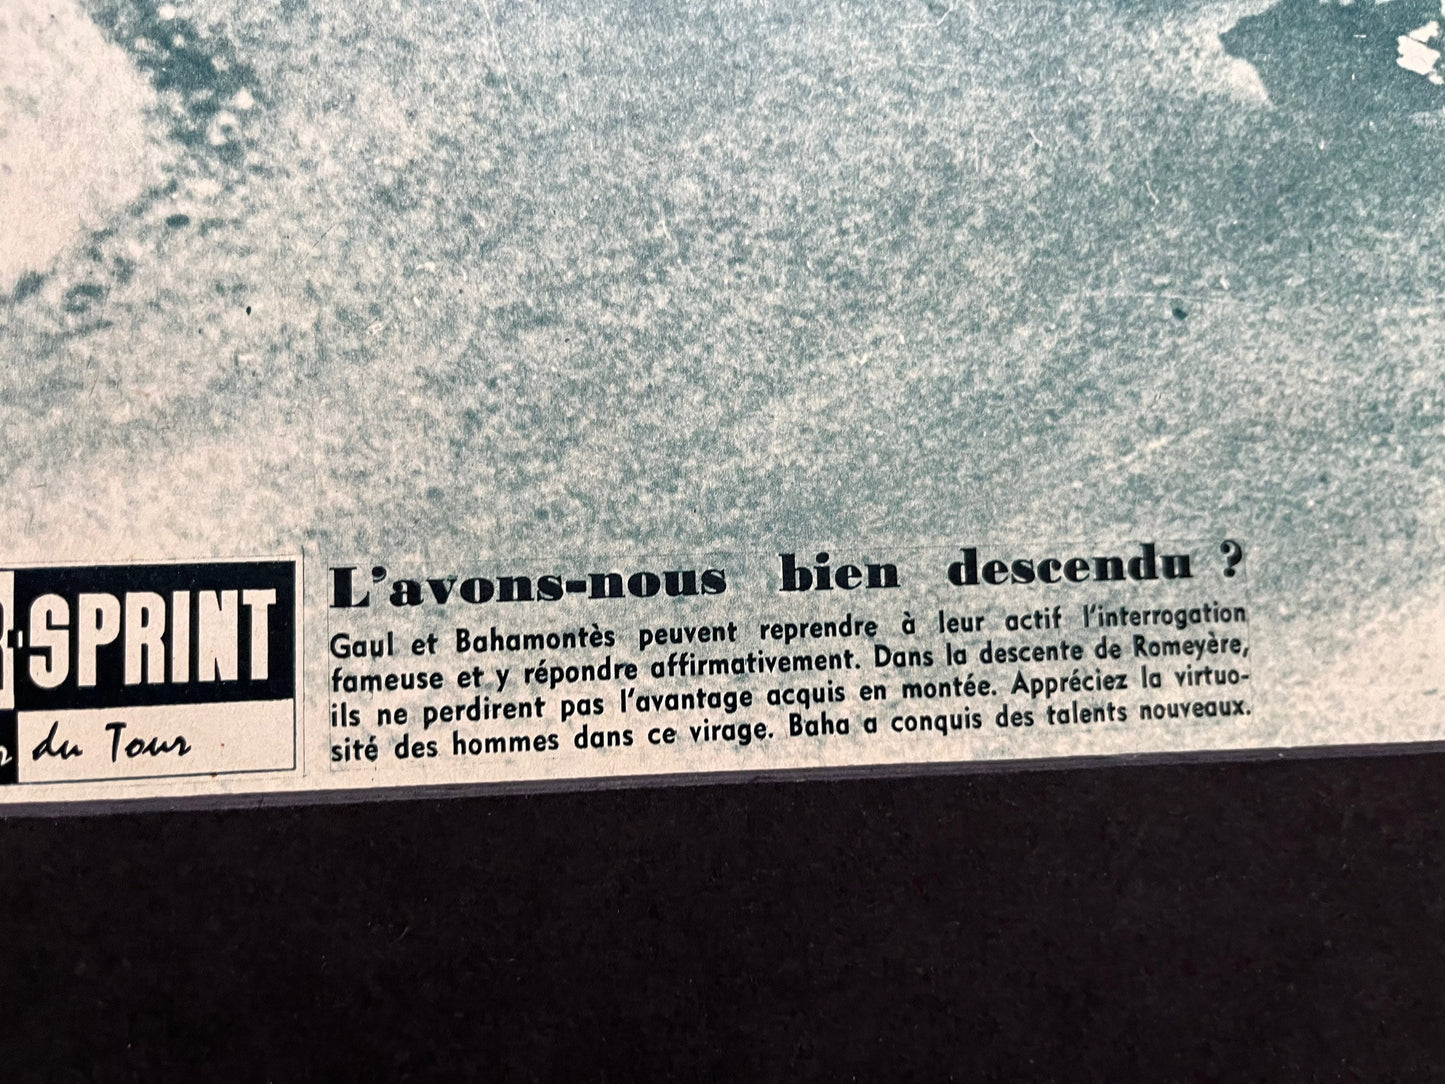 SPRINT
du Tour
L'avons-nous bien descendu ?
Gaul et Bahamontès peuvent reprendre à leur actif l'interrogation
fameuse et y répondre affirmativement. Dans la descente de Romeyère,
ils ne perdirent pas l'avantage acquis en montée. Appréciez la virtuo-
sité des hommes dans ce virage. Baha a conquis des talents nouveaux.